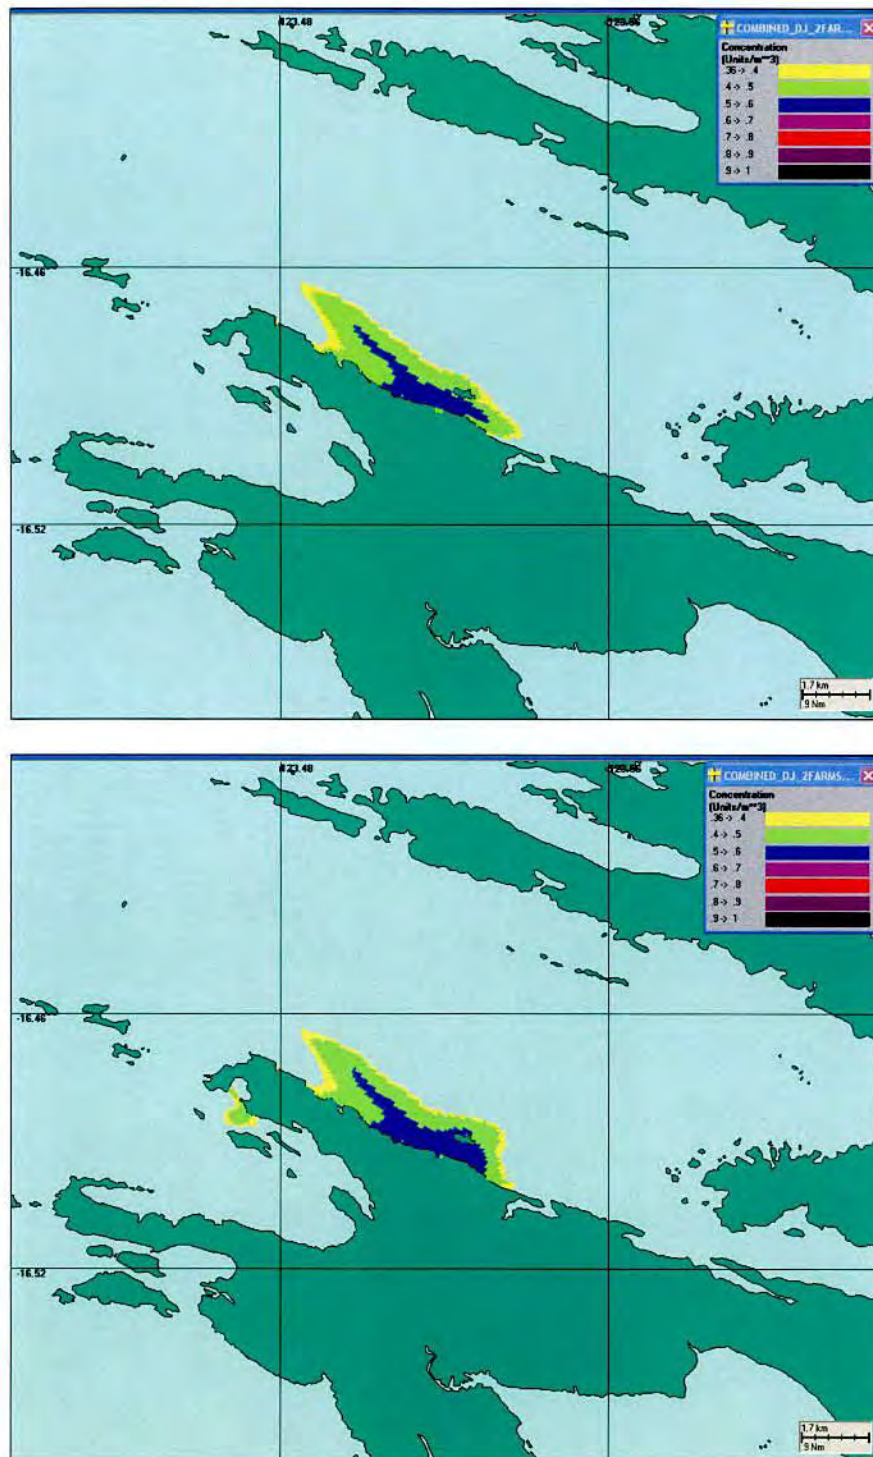 123.48
COMBINED_DJ_2FAR...
Concentration
(Units/m**3)
.36 -> .4
.4 -> .5
.5 -> .6
.6 -> .7
.7 -> .8
.8 -> .9
.9 -> 1
-16.46
-16.52
1.7 km
.9 Nm
123.48
COMBINED_DJ_2FARMS...
Concentration
(Units/m**3)
.36 -> .4
.4 -> .5
.5 -> .6
.6 -> .7
.7 -> .8
.8 -> .9
.9 -> 1
-16.46
-16.52
1.7 km
.9 Nm